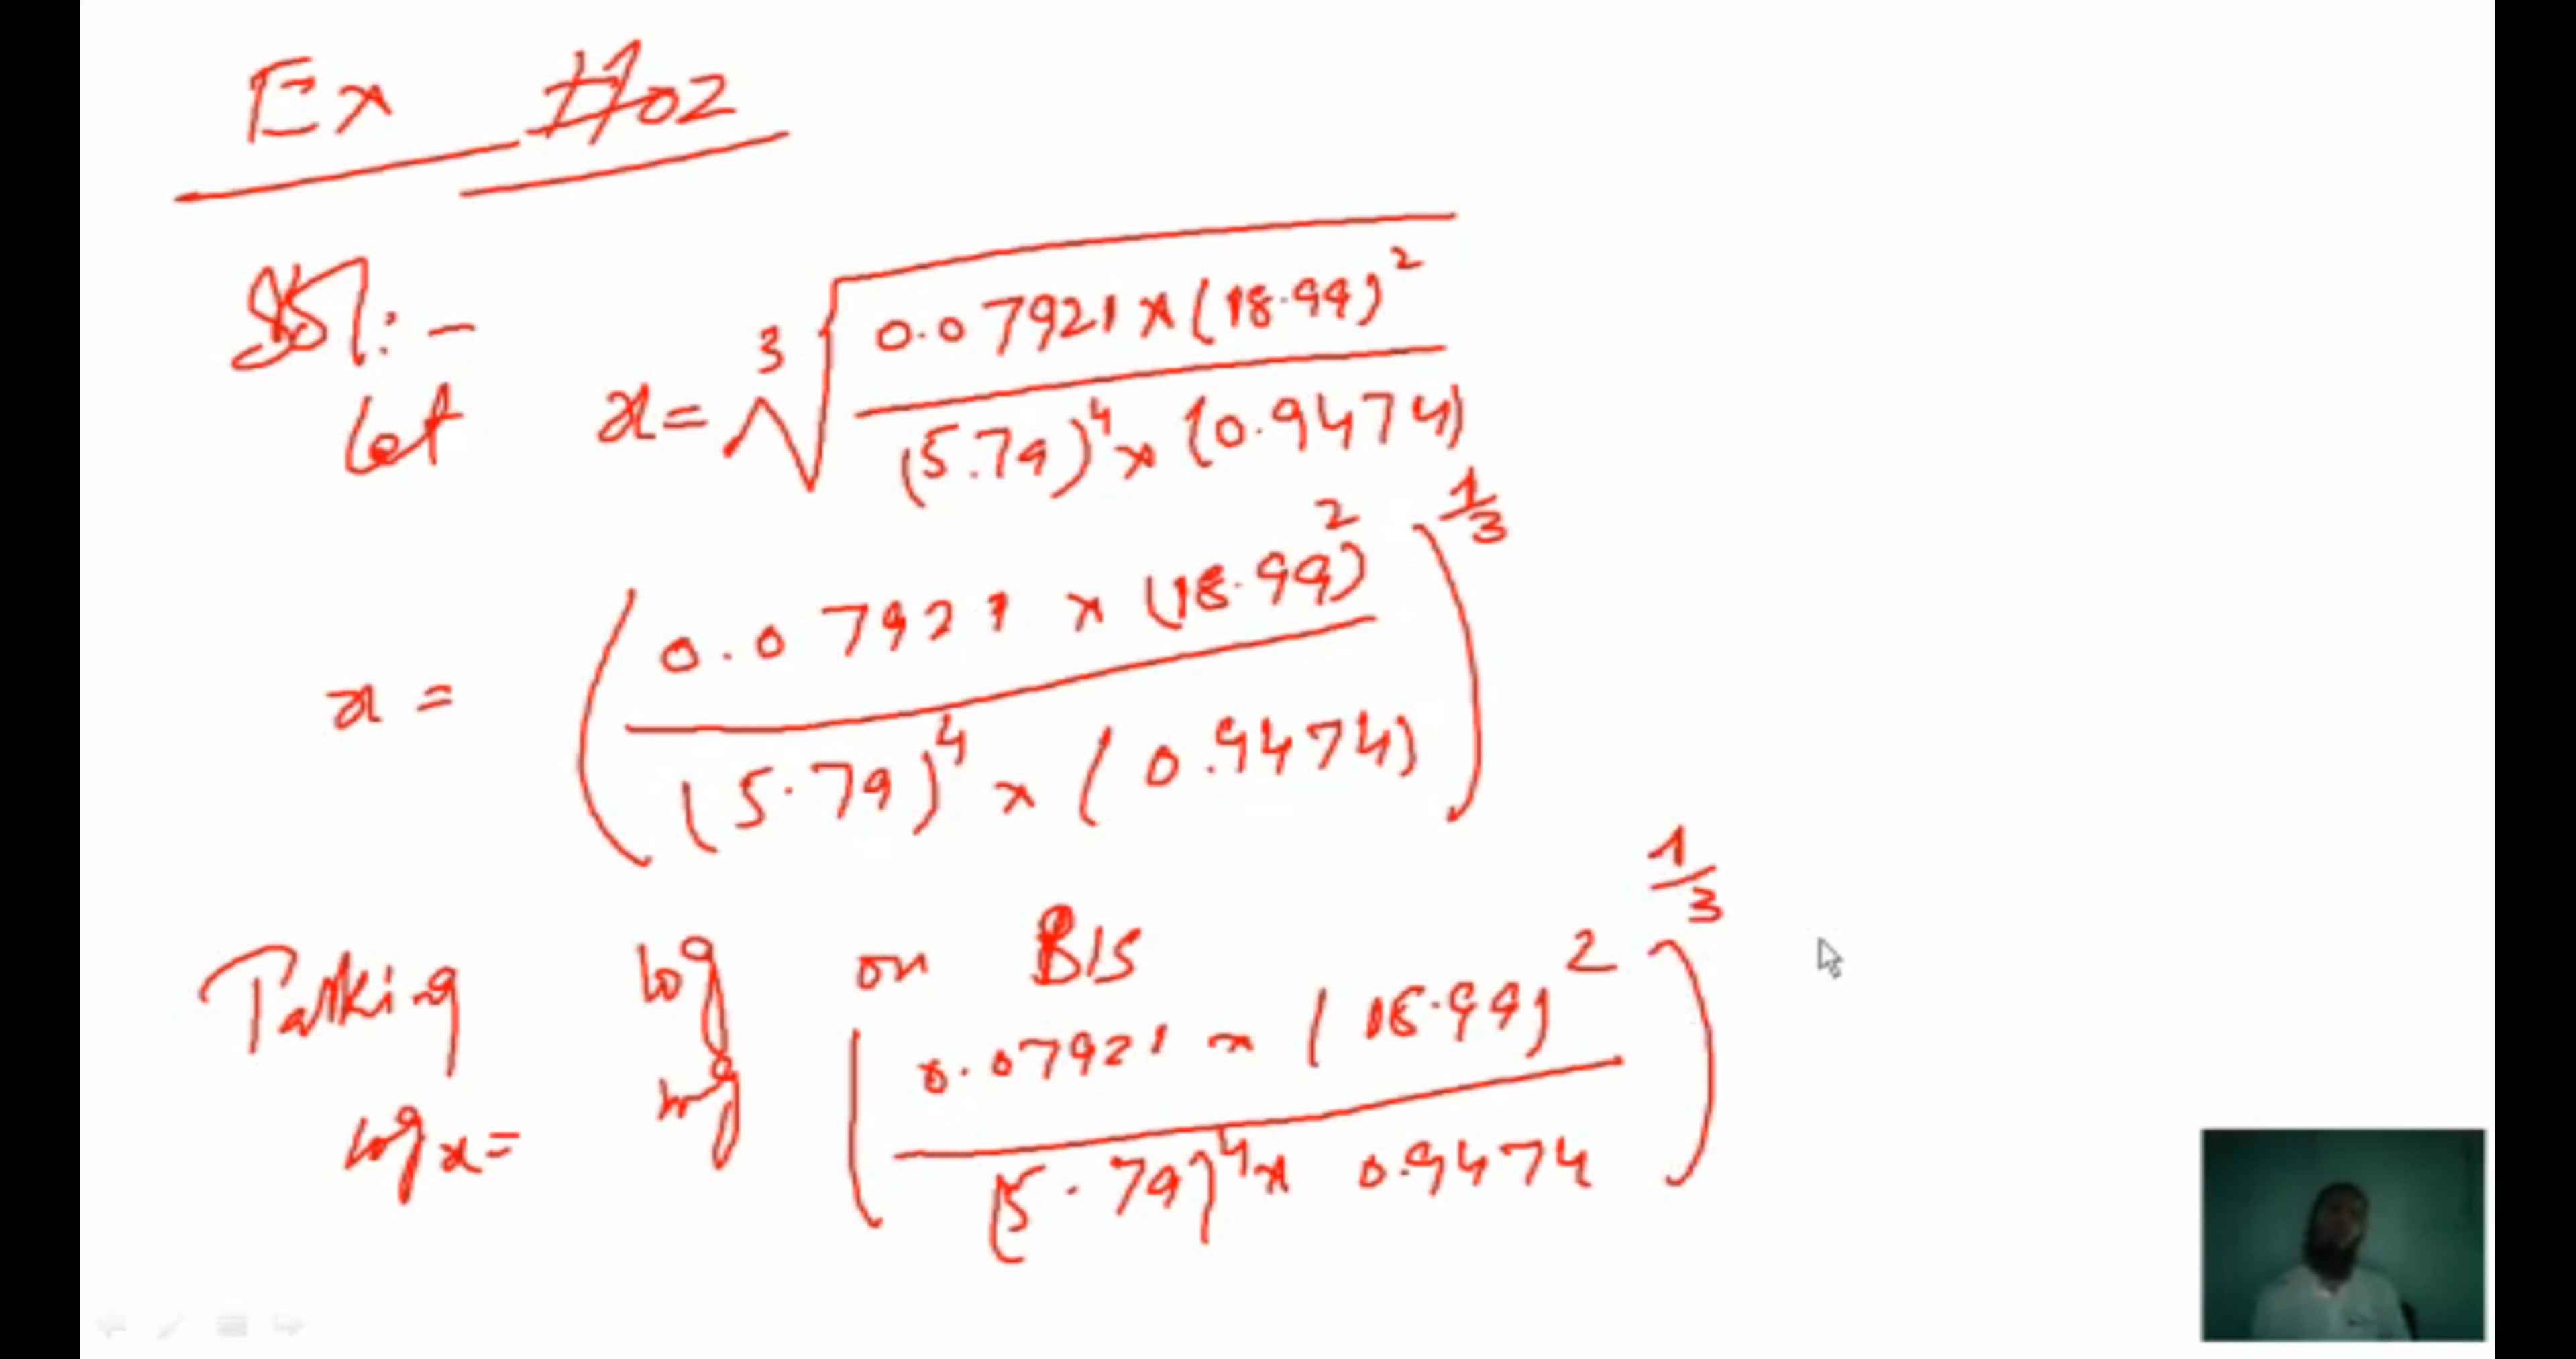 Ex #02
Sol:-
Let x = ∛(0.07921 × (18.99)² / (5.79)⁴ × (0.9474))
x = (0.07921 × (18.99)² / (5.79)⁴ × (0.9474))^1/3
Taking log on B/S
log x = log (0.07921 × (18.99)² / (5.79)⁴ × 0.9474)^1/3